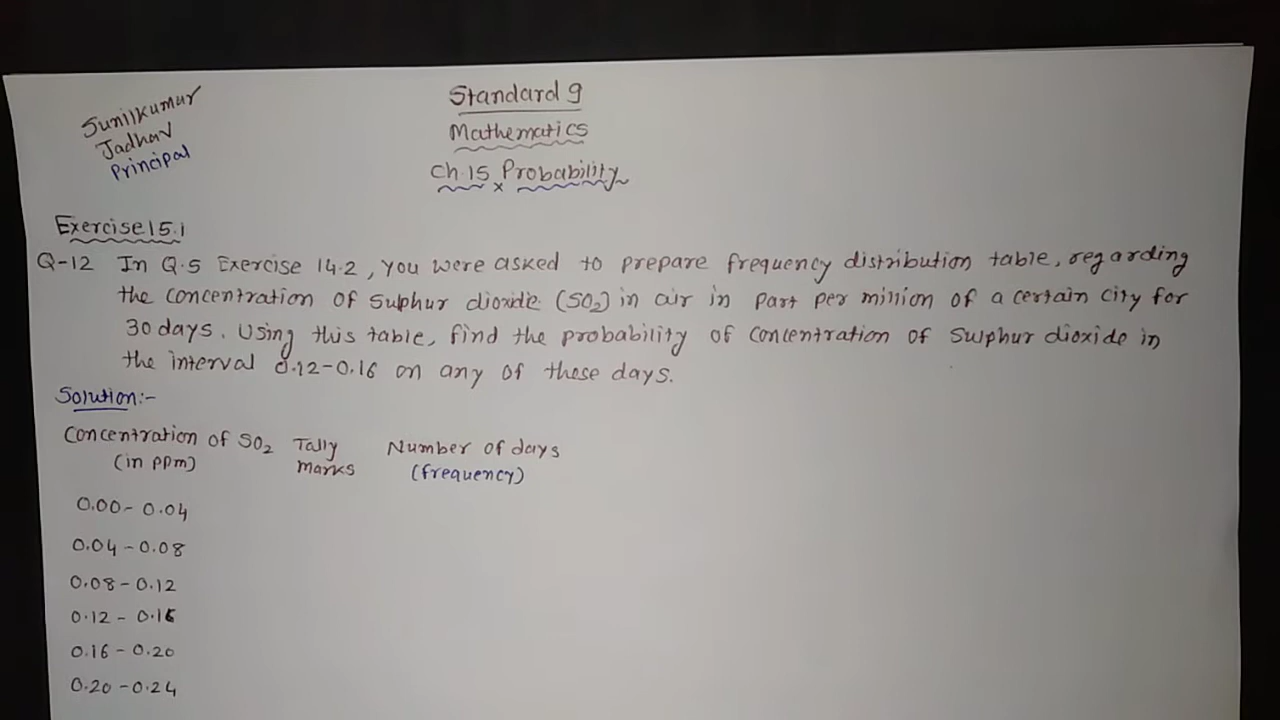 Sunilkumar
Jadhav
Principal
Standard 9
Mathematics
Ch 15 Probability
Exercise 15.1
Q-12 In Q.5 Exercise 14.2, you were asked to prepare frequency distribution table, regarding
the concentration of Sulphur dioxide (SO₂) in air in part per million of a certain city for
30 days. Using this table, find the probability of concentration of Sulphur dioxide in
the interval 0.12-0.16 on any of these days.
Solution:-
Concentration of SO₂ Tally Number of days
(in ppm) marks (frequency)
0.00-0.04
0.04-0.08
0.08-0.12
0.12-0.16
0.16-0.20
0.20-0.24